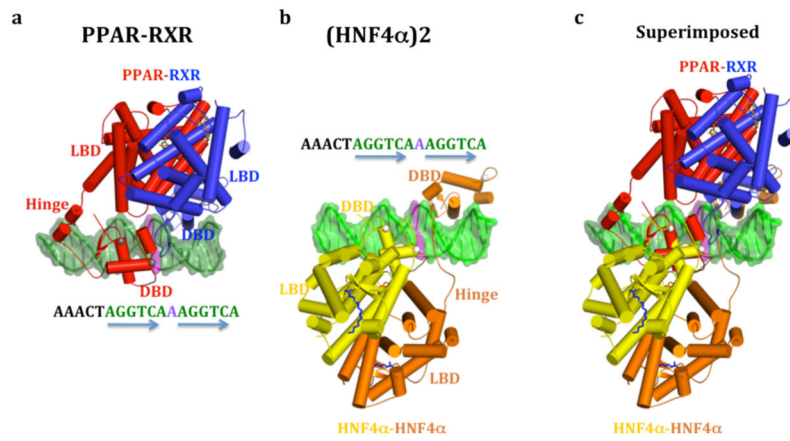 a
PPAR-RXR
PPAR-RXR
LBD
LBD
Hinge
DBD
DBD
AAACTAGGTCAAAGGTCA
b
(HNF4α)2
AAACTAGGTCAAAGGTCA
DBD
DBD
LBD
Hinge
LBD
HNF4α-HNF4α
c
Superimposed
PPAR-RXR
HNF4α-HNF4α